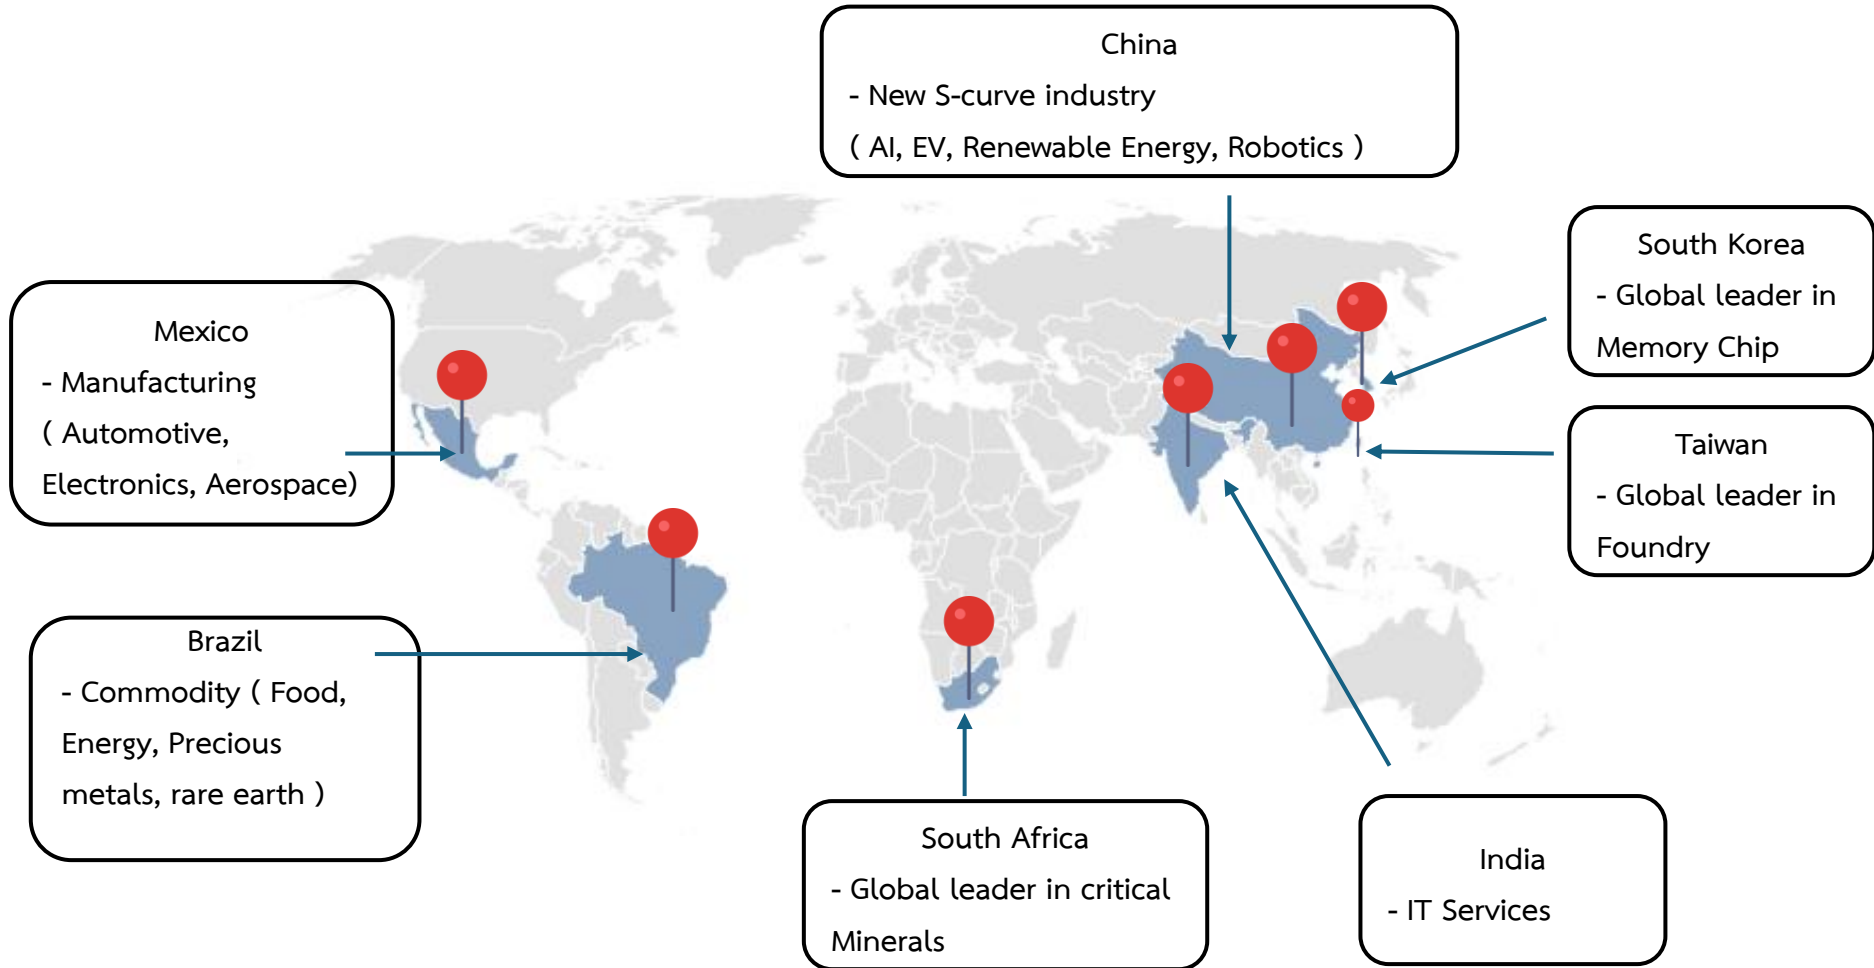 China
- New S-curve industry
( AI, EV, Renewable Energy, Robotics )
South Korea
- Global leader in
Memory Chip
Mexico
- Manufacturing
( Automotive,
Electronics, Aerospace)
Taiwan
- Global leader in
Foundry
Brazil
- Commodity ( Food,
Energy, Precious
metals, rare earth )
South Africa
- Global leader in critical
Minerals
India
- IT Services